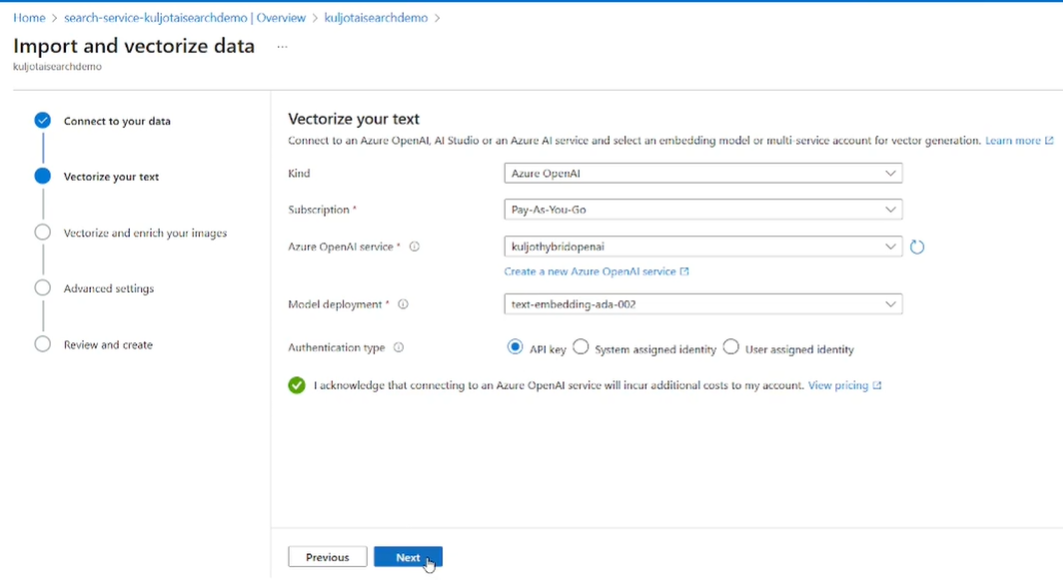 Home > search-service-kuljotaisearchdemo | Overview > kuljotaisearchdemo >
Import and vectorize data ...
kuljotaisearchdemo
Connect to your data
Vectorize your text
Vectorize and enrich your images
Advanced settings
Review and create
Vectorize your text
Connect to an Azure OpenAI, AI Studio or an Azure AI service and select an embedding model or multi-service account for vector generation. Learn more
Kind
Azure OpenAI
Subscription *
Pay-As-You-Go
Azure OpenAI service *
kuljothybridopenai
Create a new Azure OpenAI service
Model deployment *
text-embedding-ada-002
Authentication type
API key System assigned identity User assigned identity
I acknowledge that connecting to an Azure OpenAI service will incur additional costs to my account. View pricing
Previous Next